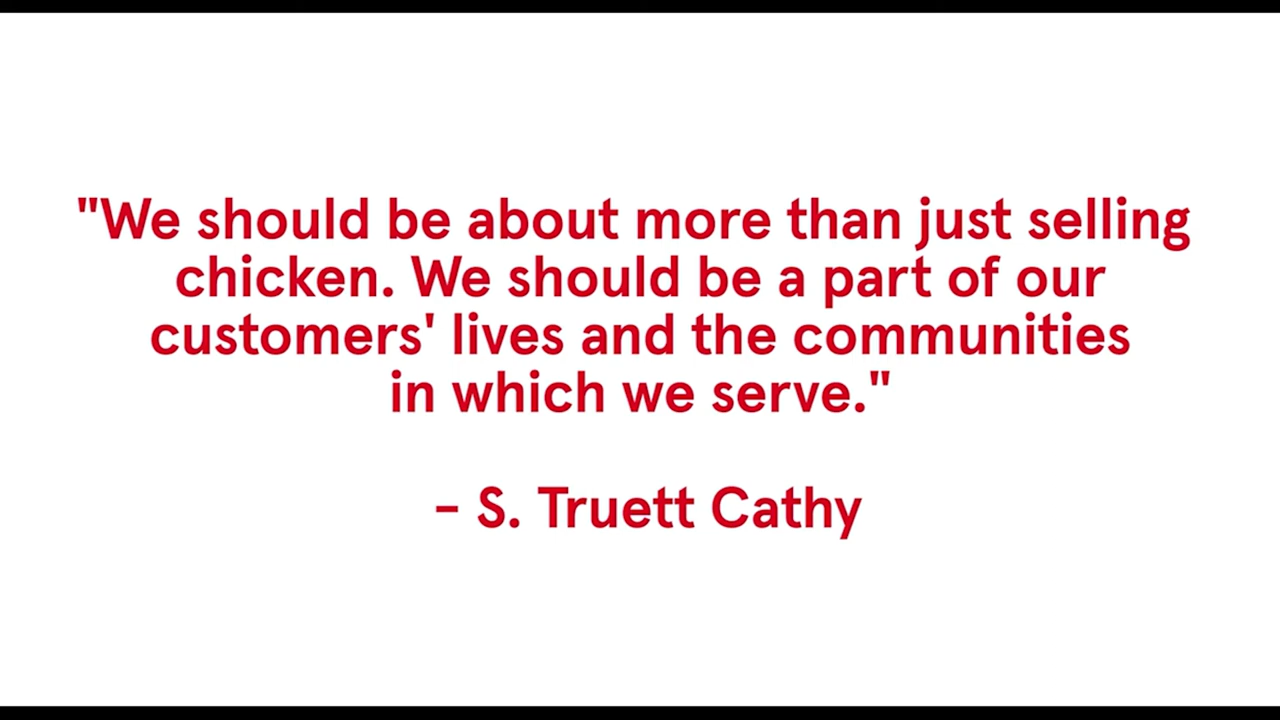 "We should be about more than just selling
chicken. We should be a part of our
customers' lives and the communities
in which we serve."
- S. Truett Cathy